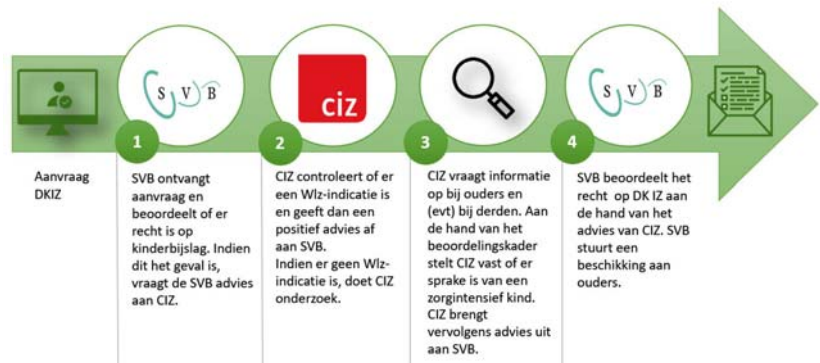 S V B
ciz
S V B
1
2
3
4
Aanvraag
DKIZ
SVB ontvangt
aanvraag en
beoordeelt of er
recht is op
kinderbijslag. Indien
dit het geval is,
vraagt de SVB advies
aan CIZ.
CIZ controleert of er
een Wlz-indicatie is
en geeft dan een
positief advies af
aan SVB.
Indien er geen Wlz-
indicatie is, doet CIZ
onderzoek.
CIZ vraagt informatie
op bij ouders en
(evt) bij derden. Aan
de hand van het
beoordelingskader
stelt CIZ vast of er
sprake is van een
zorgintensief kind.
CIZ brengt
vervolgens advies uit
aan SVB.
SVB beoordeelt het
recht op DK IZ aan
de hand van het
advies van CIZ. SVB
stuurt een
beschikking aan
ouders.